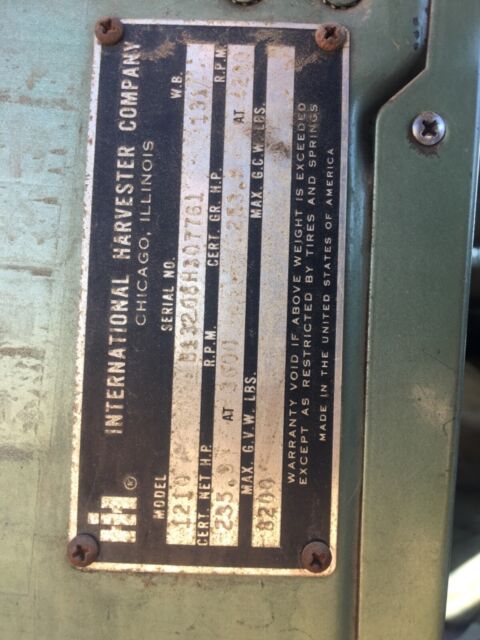 INTERNATIONAL HARVESTER COMPANY
CHICAGO, ILLINOIS
MODEL SERIAL NO. W.B.
1210 131
CERT. NET H.P. R.P.M. CERT. GR. H.P. R.P.M.
235.9 AT AT
MAX. G.V.W. LBS. MAX. G.C.W. LBS.
8200
WARRANTY VOID IF ABOVE WEIGHT IS EXCEEDED
EXCEPT AS RESTRICTED BY TIRES AND SPRINGS
MADE IN THE UNITED STATES OF AMERICA